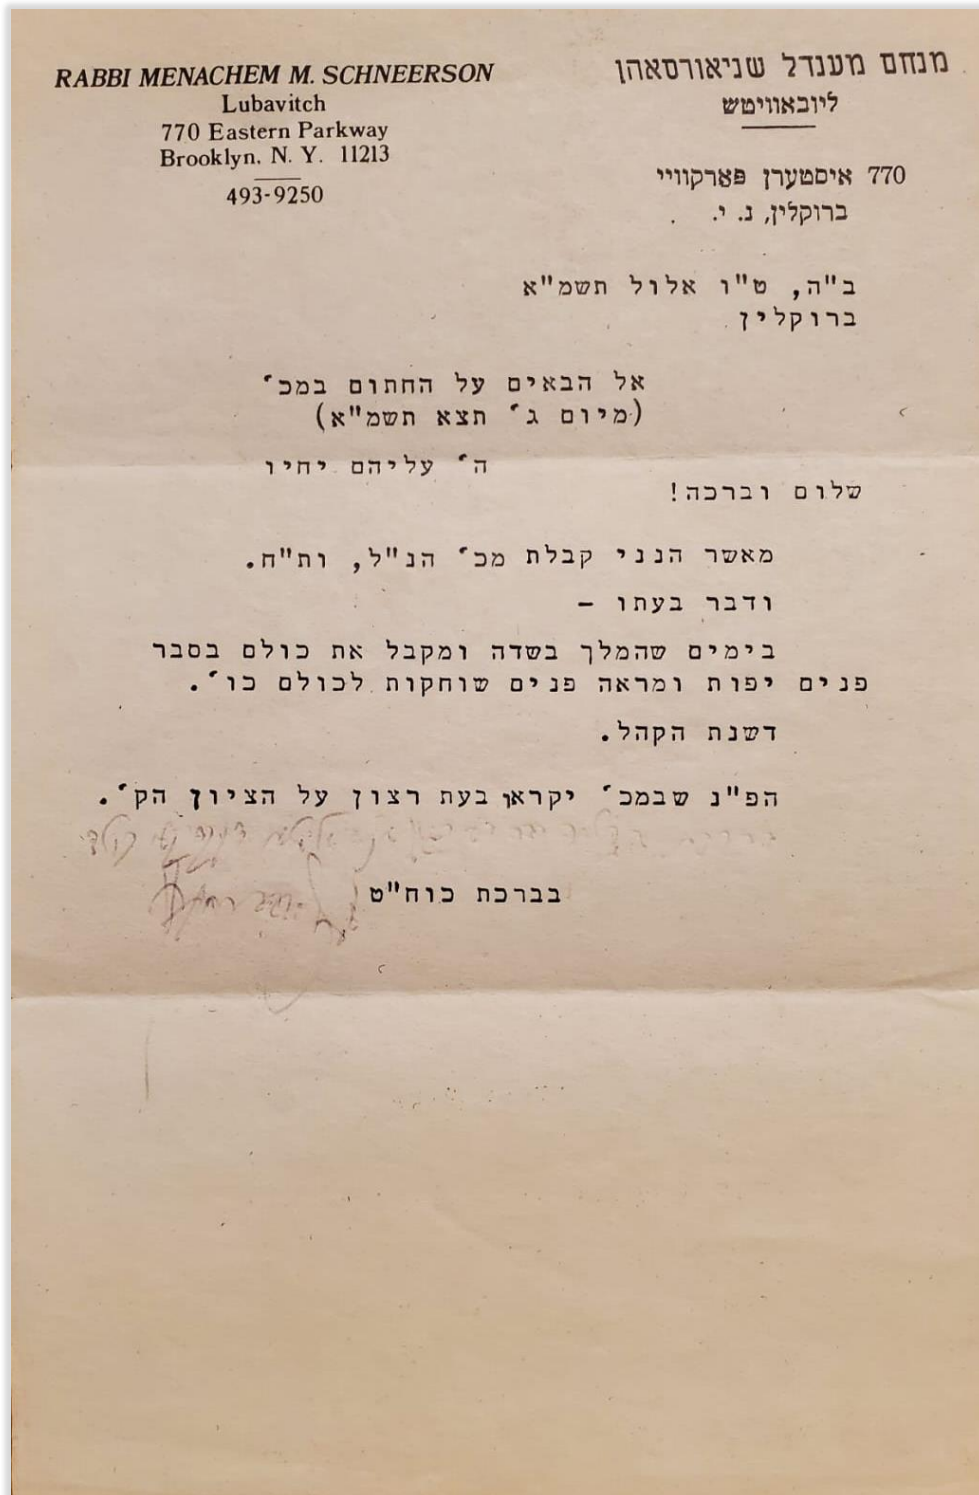 RABBI MENACHEM M. SCHNEERSON
Lubavitch
770 Eastern Parkway
Brooklyn, N. Y. 11213
493-9250
מנחם מענדל שניאורסאהן
ליובאוויטש
770 איסטערן פארקוויי
ברוקלין, נ. י.
ב"ה, ט"ו אלול תשמ"א
ברוקלין
אל הבאים על החתום במכ'
(מיום ג' תצא תשמ"א)
ה' עליהם יחיו
שלום וברכה!
מאשר הנני קבלת מכ' הנ"ל, ות"ח.
ודבר בעתו -
בימים שהמלך בשדה ומקבל את כולם בסבר
פנים יפות ומראה פנים שוחקות לכולם כו'.
דשנת הקהל.
הפ"נ שבמכ' יקראו בעת רצון על הציון הק'.
בברכת כוח"ט